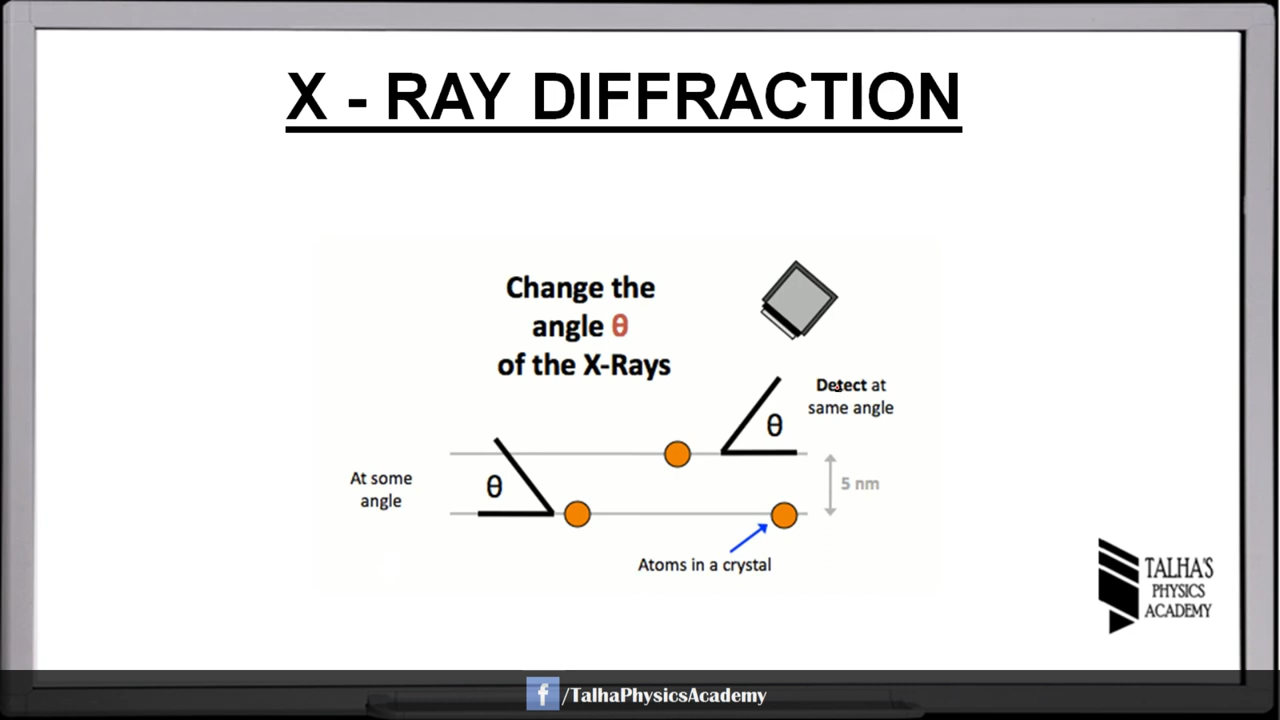 X - RAY DIFFRACTION
Change the
angle θ
of the X-Rays
Detect at
same angle
θ
At some
angle
θ
5 nm
Atoms in a crystal
TALHA'S
PHYSICS
ACADEMY
f /TalhaPhysicsAcademy